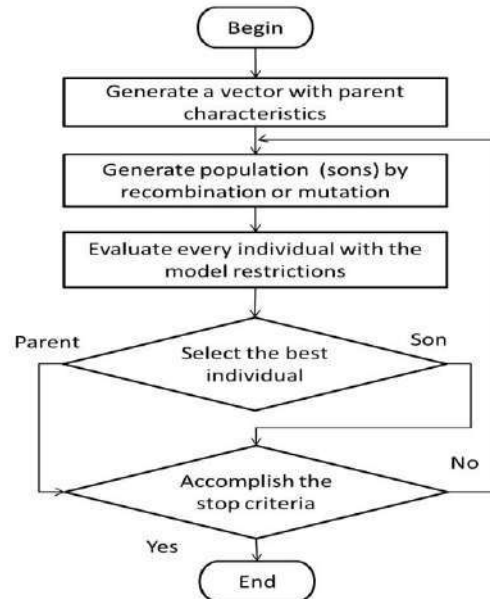 Begin
Generate a vector with parent
characteristics
Generate population (sons) by
recombination or mutation
Evaluate every individual with the
model restrictions
Parent
Son
Select the best
individual
No
Accomplish the
stop criteria
Yes
End